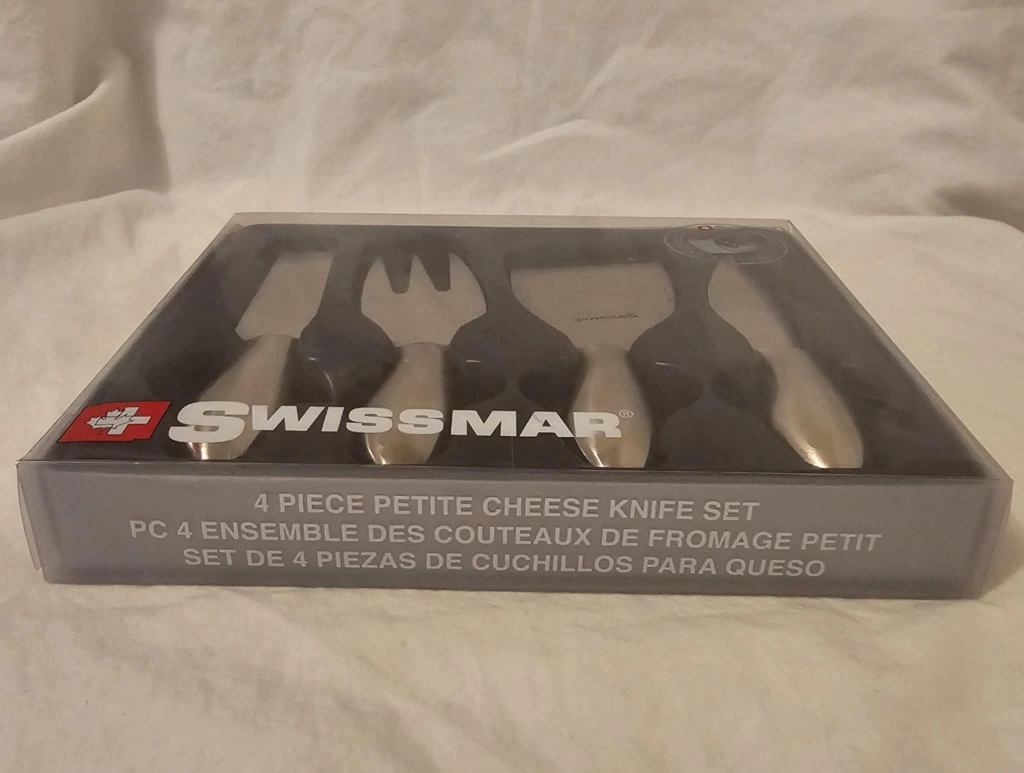 SWISSMAR
SWISSMAR®
4 PIECE PETITE CHEESE KNIFE SET
PC 4 ENSEMBLE DES COUTEAUX DE FROMAGE PETIT
SET DE 4 PIEZAS DE CUCHILLOS PARA QUESO